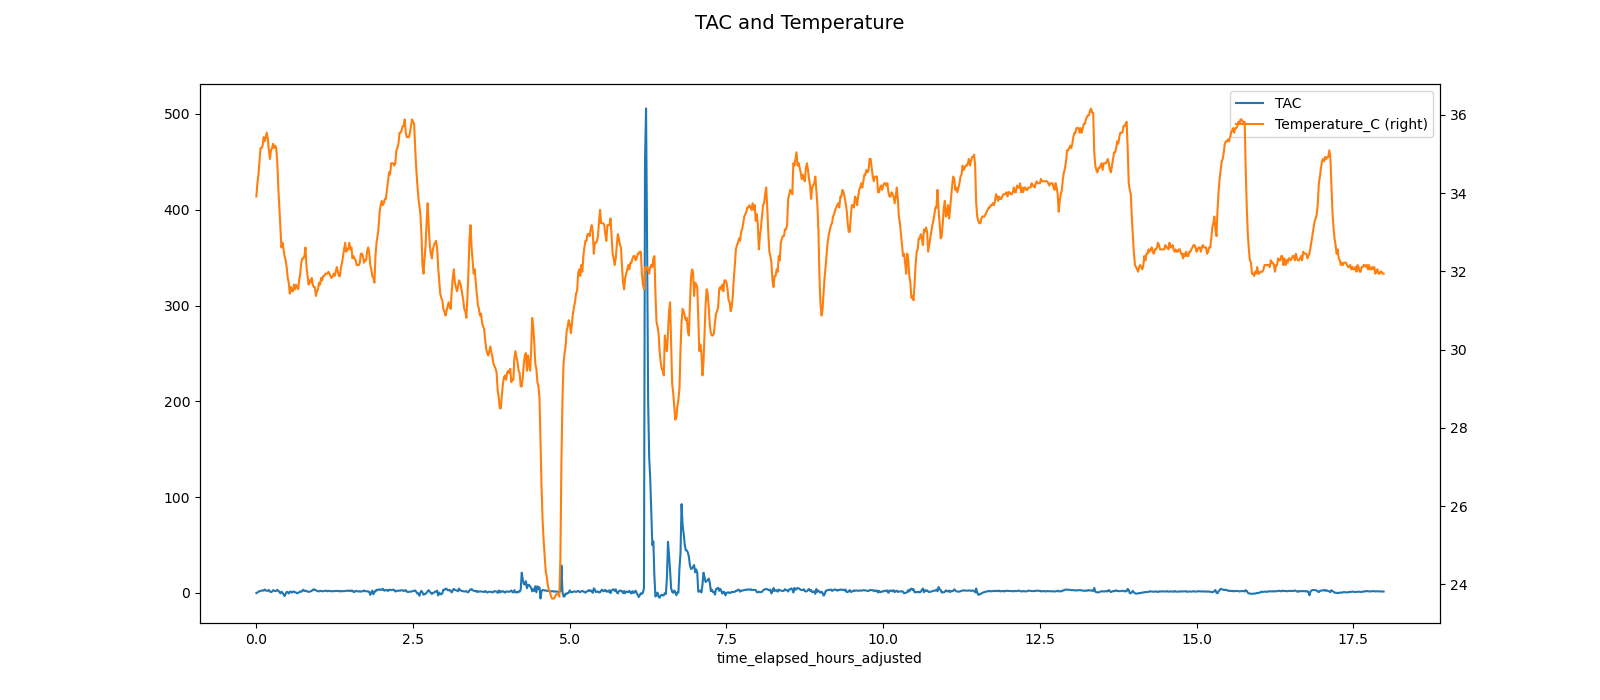 TAC and Temperature
TAC
Temperature_C (right)
500
400
300
200
100
0
36
34
32
30
28
26
24
0.0 2.5 5.0 7.5 10.0 12.5 15.0 17.5
time_elapsed_hours_adjusted